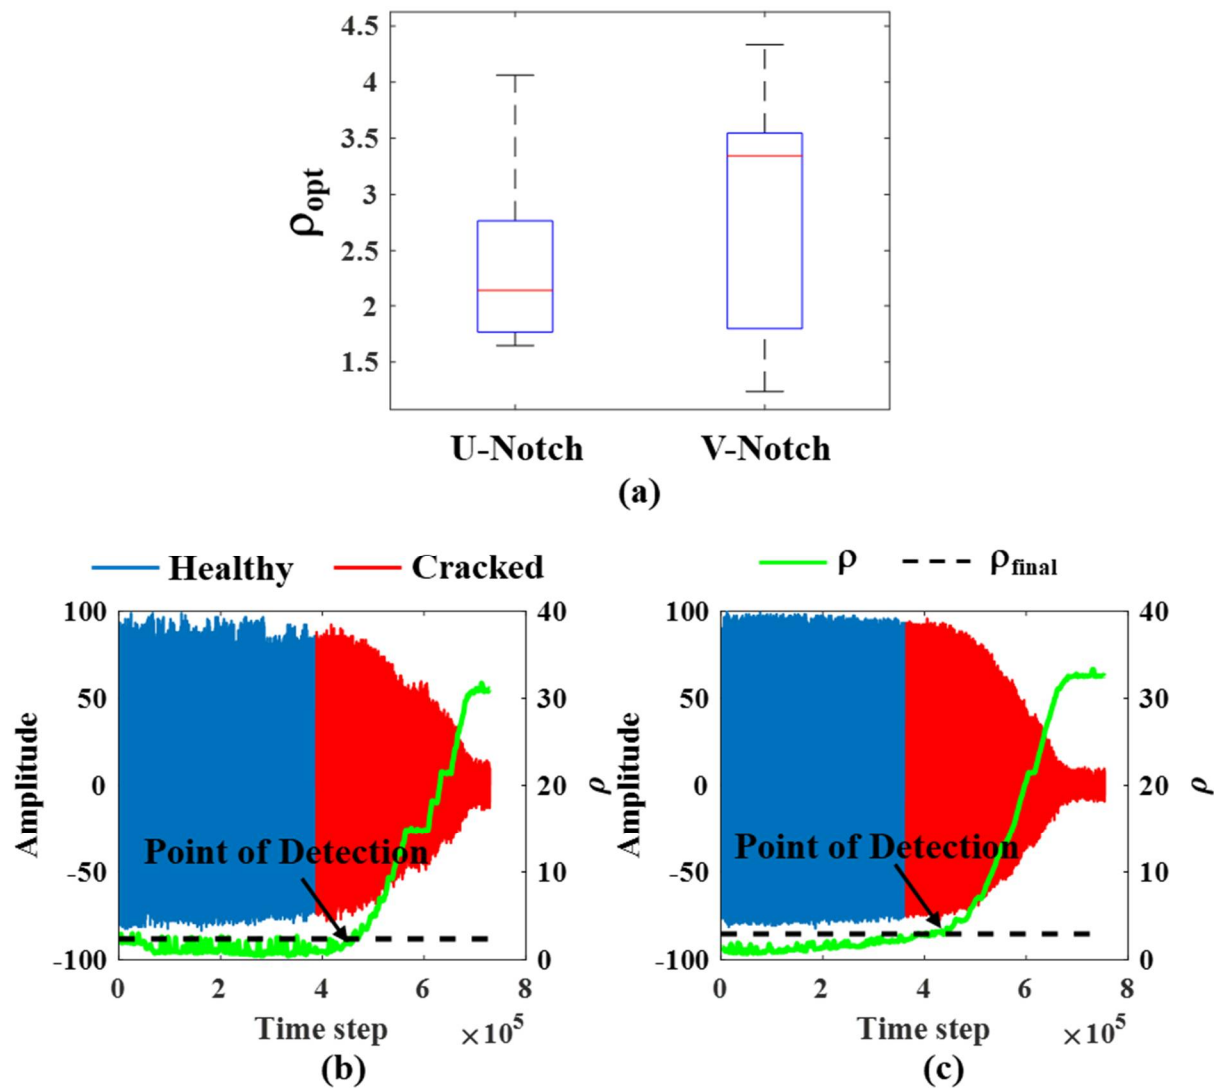 4.5
4
3.5
3
2.5
2
1.5
ρopt
U-Notch V-Notch
(a)
Healthy Cracked ρ ρfinal
100 40 100 40
50 30 50 30
0 20 0 20
-50 10 -50 10
-100 0 -100 0
Amplitude ρ Amplitude ρ
Point of Detection Point of Detection
0 2 4 6 8 0 2 4 6 8
Time step ×10⁵ Time step ×10⁵
(b) (c)